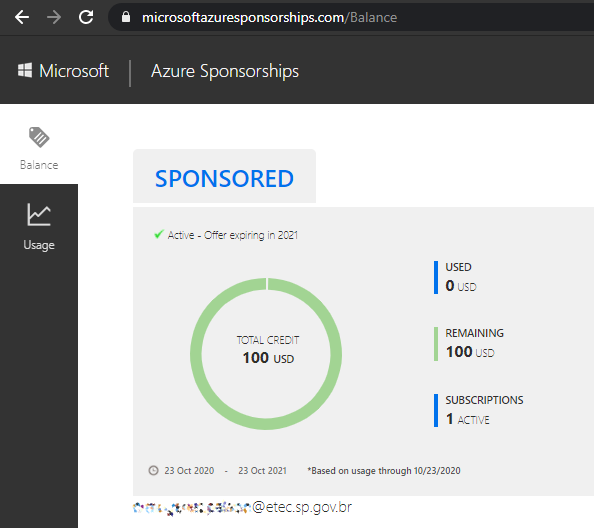 microsoftazuresponsorships.com/Balance
Microsoft Azure Sponsorships
Balance
Usage
SPONSORED
Active - Offer expiring in 2021
TOTAL CREDIT
100 USD
USED
0 USD
REMAINING
100 USD
SUBSCRIPTIONS
1 ACTIVE
23 Oct 2020 - 23 Oct 2021 *Based on usage through 10/23/2020
@etec.sp.gov.br